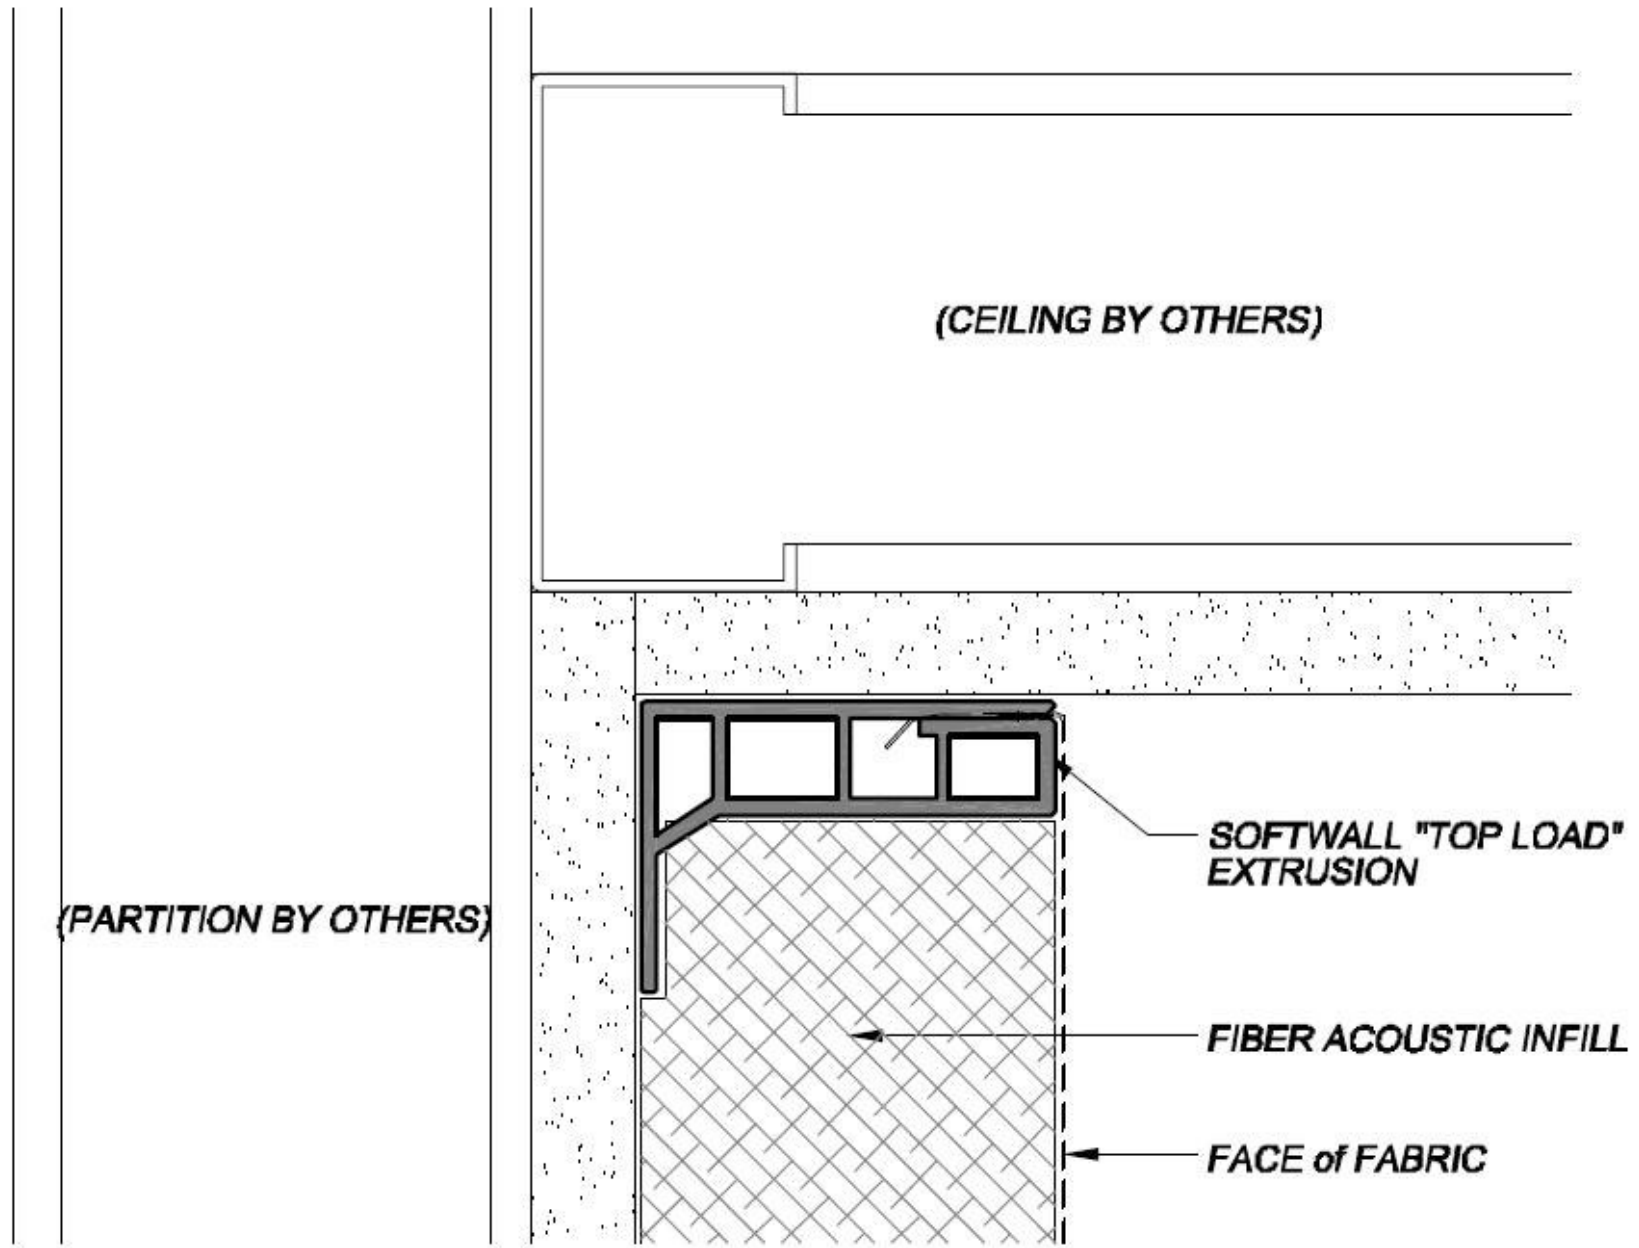 (CEILING BY OTHERS)
SOFTWALL "TOP LOAD"
EXTRUSION
(PARTITION BY OTHERS)
FIBER ACOUSTIC INFILL
FACE of FABRIC